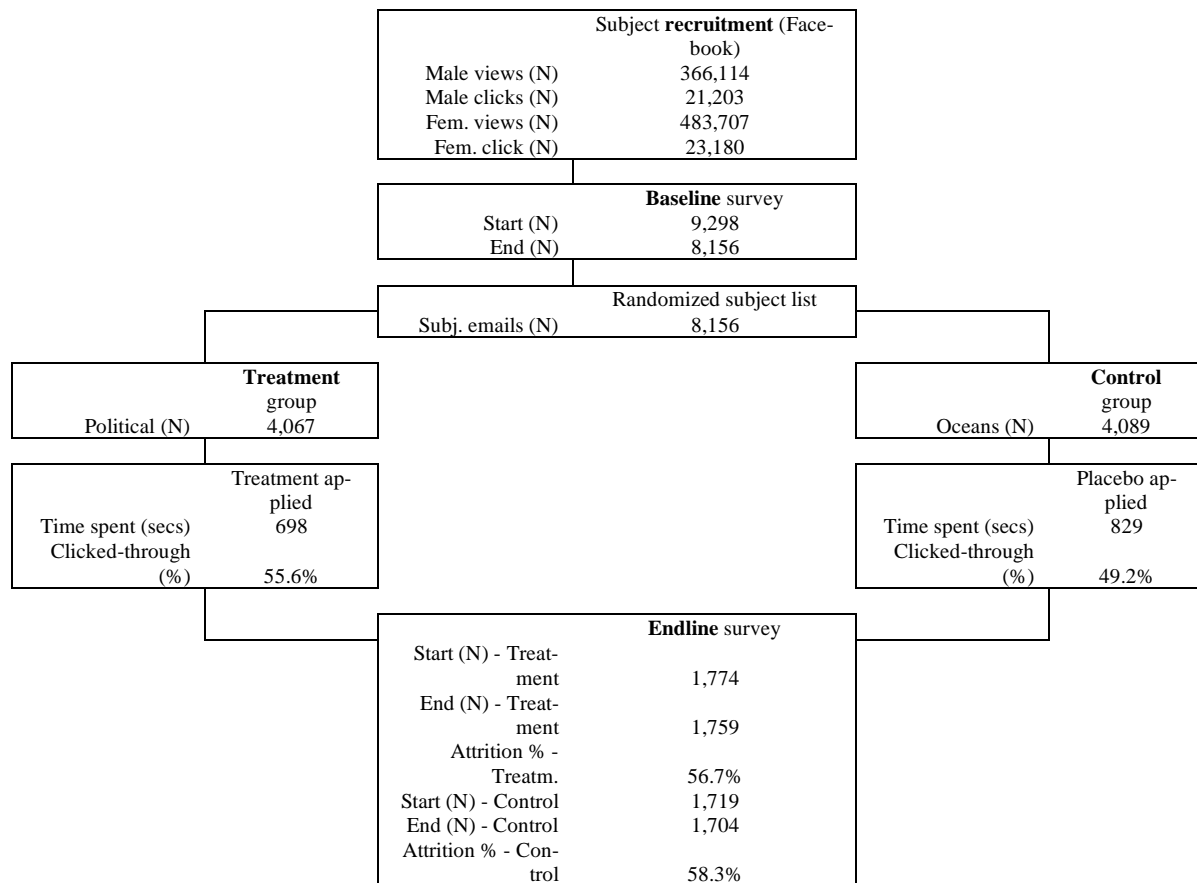 Subject recruitment (Face-
book)
Male views (N) 366,114
Male clicks (N) 21,203
Fem. views (N) 483,707
Fem. click (N) 23,180
Baseline survey
Start (N) 9,298
End (N) 8,156
Randomized subject list
Subj. emails (N) 8,156
Treatment
group
Political (N) 4,067
Control
group
Oceans (N) 4,089
Treatment ap-
plied
Time spent (secs) 698
Clicked-through
(%) 55.6%
Placebo ap-
plied
Time spent (secs) 829
Clicked-through
(%) 49.2%
Endline survey
Start (N) - Treat-
ment 1,774
End (N) - Treat-
ment 1,759
Attrition % -
Treatm. 56.7%
Start (N) - Control 1,719
End (N) - Control 1,704
Attrition % - Con-
trol 58.3%